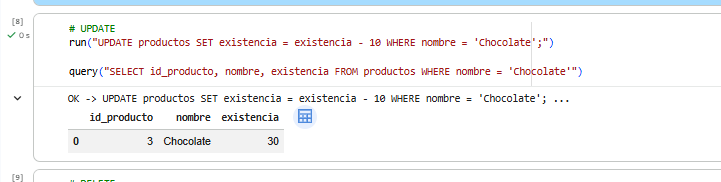 [8]
0 s
# UPDATE
run("UPDATE productos SET existencia = existencia - 10 WHERE nombre = 'Chocolate';")
query("SELECT id_producto, nombre, existencia FROM productos WHERE nombre = 'Chocolate'")
OK -> UPDATE productos SET existencia = existencia - 10 WHERE nombre = 'Chocolate'; ...
id_producto nombre existencia
0 3 Chocolate 30
[9]
# DELETE